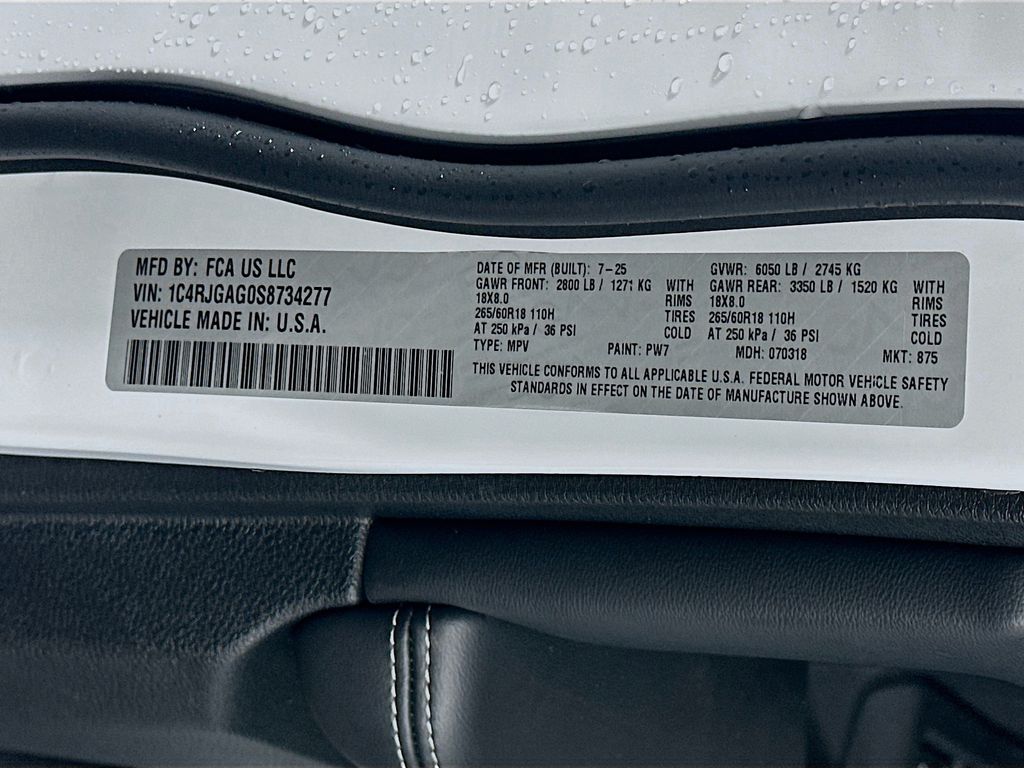 MFD BY: FCA US LLC
VIN: 1C4RJGAG0S8734277
VEHICLE MADE IN: U.S.A.
DATE OF MFR (BUILT): 7-25
GAWR FRONT: 2800 LB / 1271 KG WITH
18X8.0 RIMS
265/60R18 110H TIRES
AT 250 kPa / 36 PSI COLD
TYPE: MPV PAINT: PW7
GVWR: 6050 LB / 2745 KG
GAWR REAR: 3350 LB / 1520 KG WITH
18X8.0 RIMS
265/60R18 110H TIRES
AT 250 kPa / 36 PSI COLD
MDH: 070318 MKT: 875
THIS VEHICLE CONFORMS TO ALL APPLICABLE U.S.A. FEDERAL MOTOR VEHICLE SAFETY
STANDARDS IN EFFECT ON THE DATE OF MANUFACTURE SHOWN ABOVE.